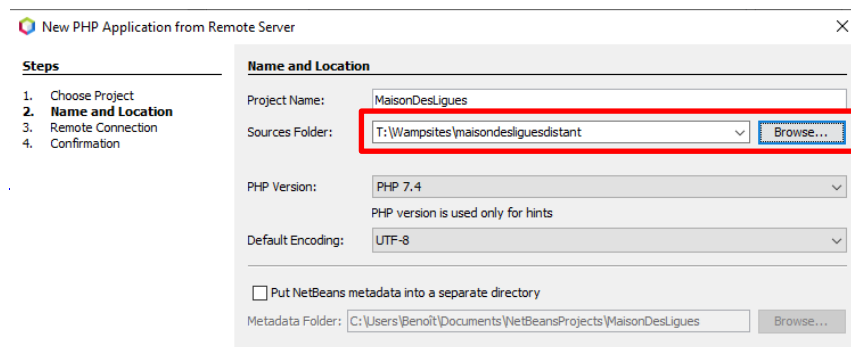 New PHP Application from Remote Server
Steps
1. Choose Project
2. Name and Location
3. Remote Connection
4. Confirmation
Name and Location
Project Name: MaisonDesLigues
Sources Folder: T:\Wampsites\maisondesliguesdistant Browse...
PHP Version: PHP 7.4
PHP version is used only for hints
Default Encoding: UTF-8
Put NetBeans metadata into a separate directory
Metadata Folder: C:\Users\Benoît\Documents\NetBeansProjects\MaisonDesLigues Browse...